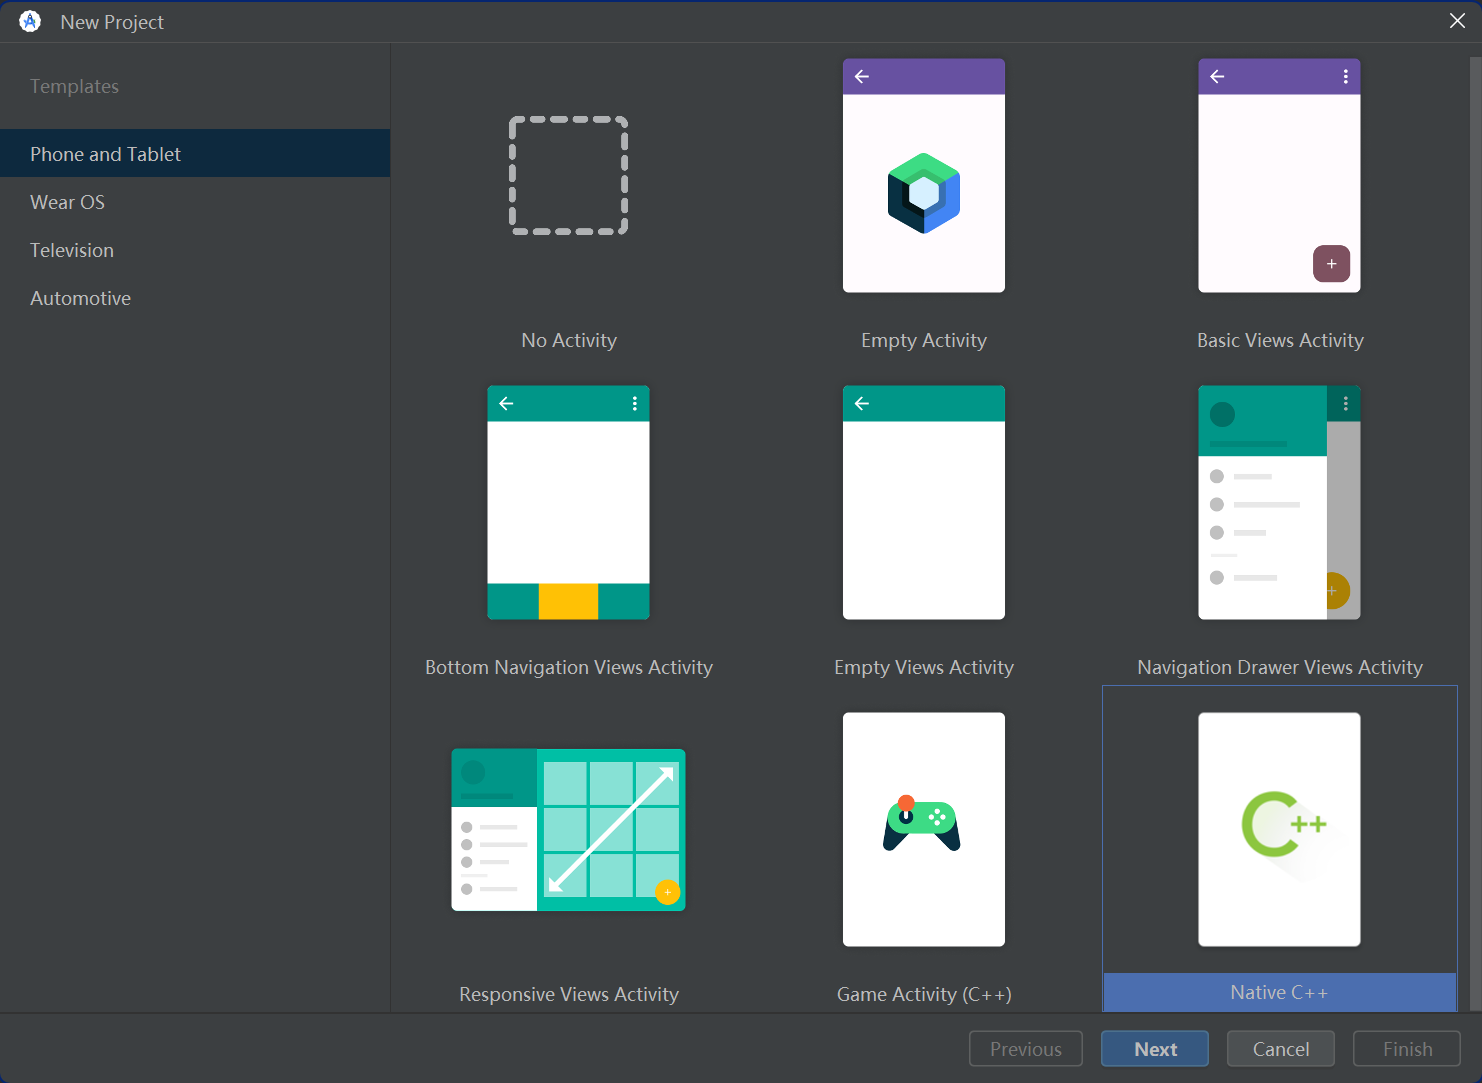 New Project
Templates
Phone and Tablet
Wear OS
Television
Automotive
No Activity
Empty Activity
Basic Views Activity
Bottom Navigation Views Activity
Empty Views Activity
Navigation Drawer Views Activity
C++
Responsive Views Activity
Game Activity (C++)
Native C++
Previous
Next
Cancel
Finish